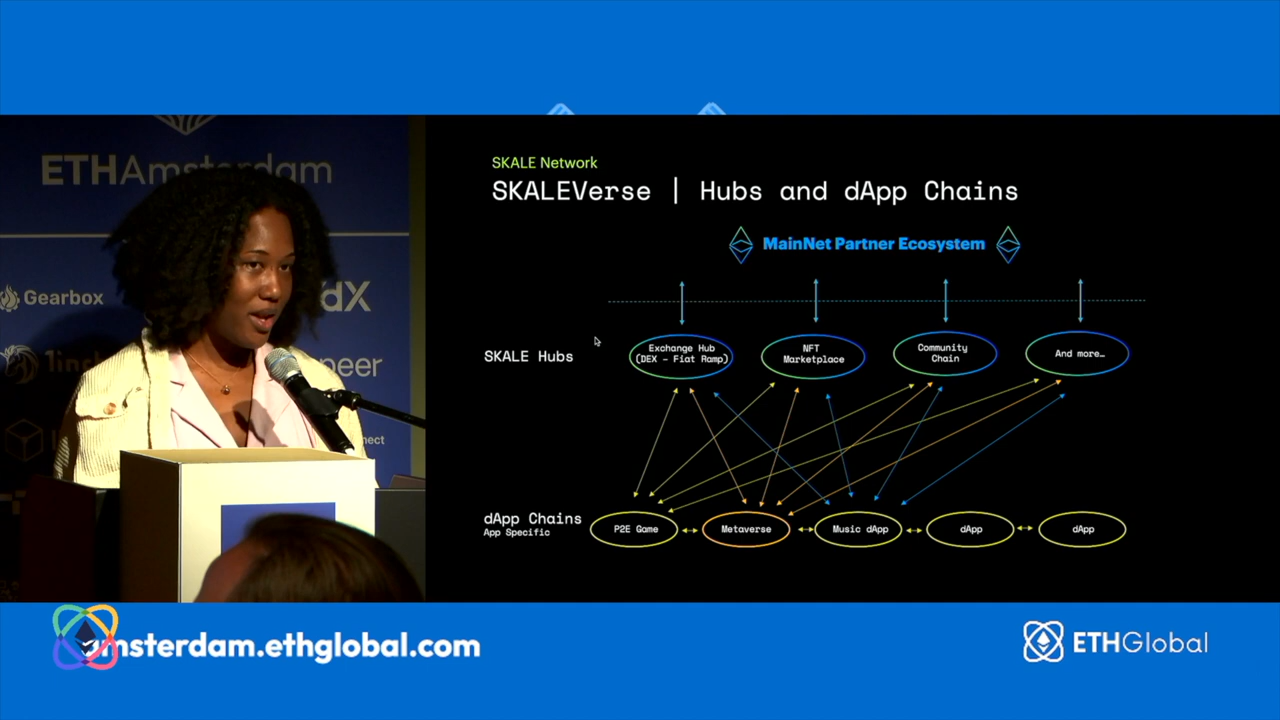 ETHAmsterdam
Gearbox
dX
1inch
peer
nect
SKALE Network
SKALEVerse | Hubs and dApp Chains
MainNet Partner Ecosystem
SKALE Hubs
Exchange Hub
(DEX – Fiat Ramp)
NFT
Marketplace
Community
Chain
And more…
dApp Chains
App Specific
P2E Game
Metaverse
Music dApp
dApp
dApp
amsterdam.ethglobal.com
ETHGlobal